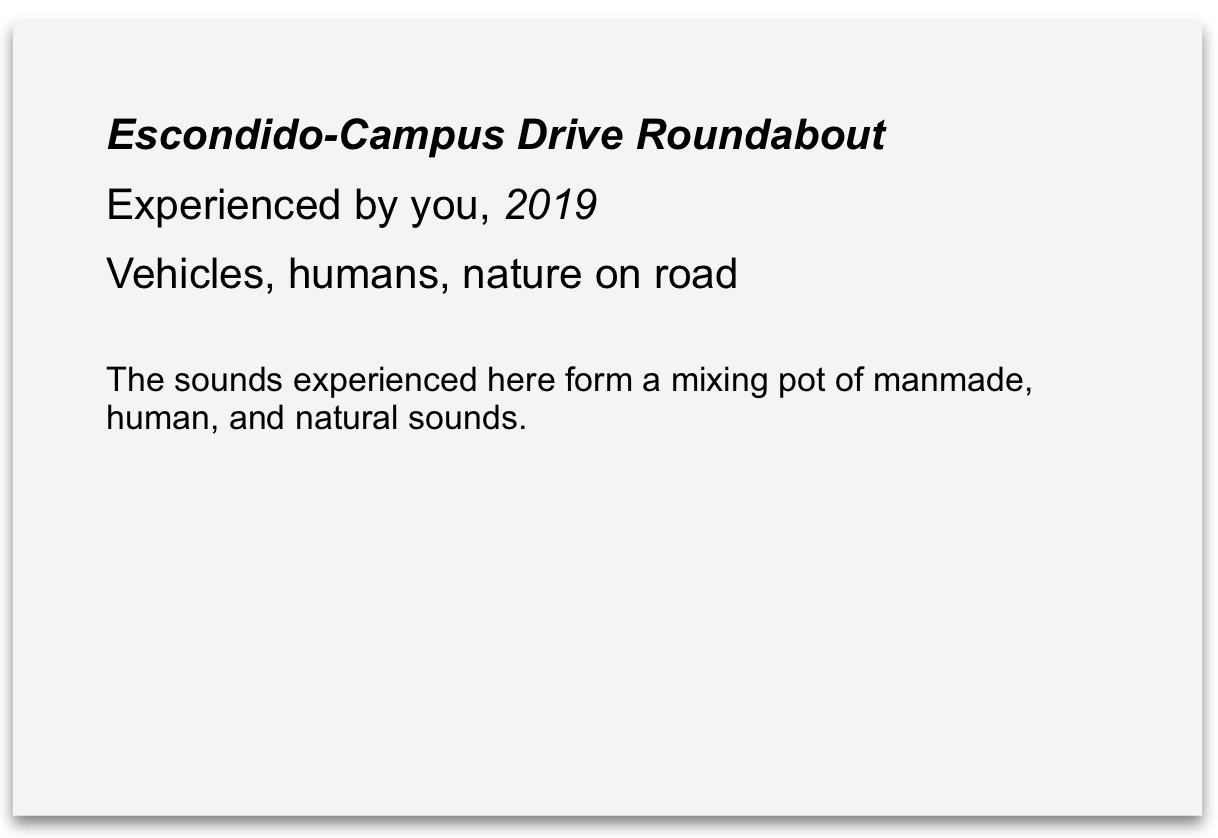 Escondido-Campus Drive Roundabout
Experienced by you, 2019
Vehicles, humans, nature on road
The sounds experienced here form a mixing pot of manmade,
human, and natural sounds.